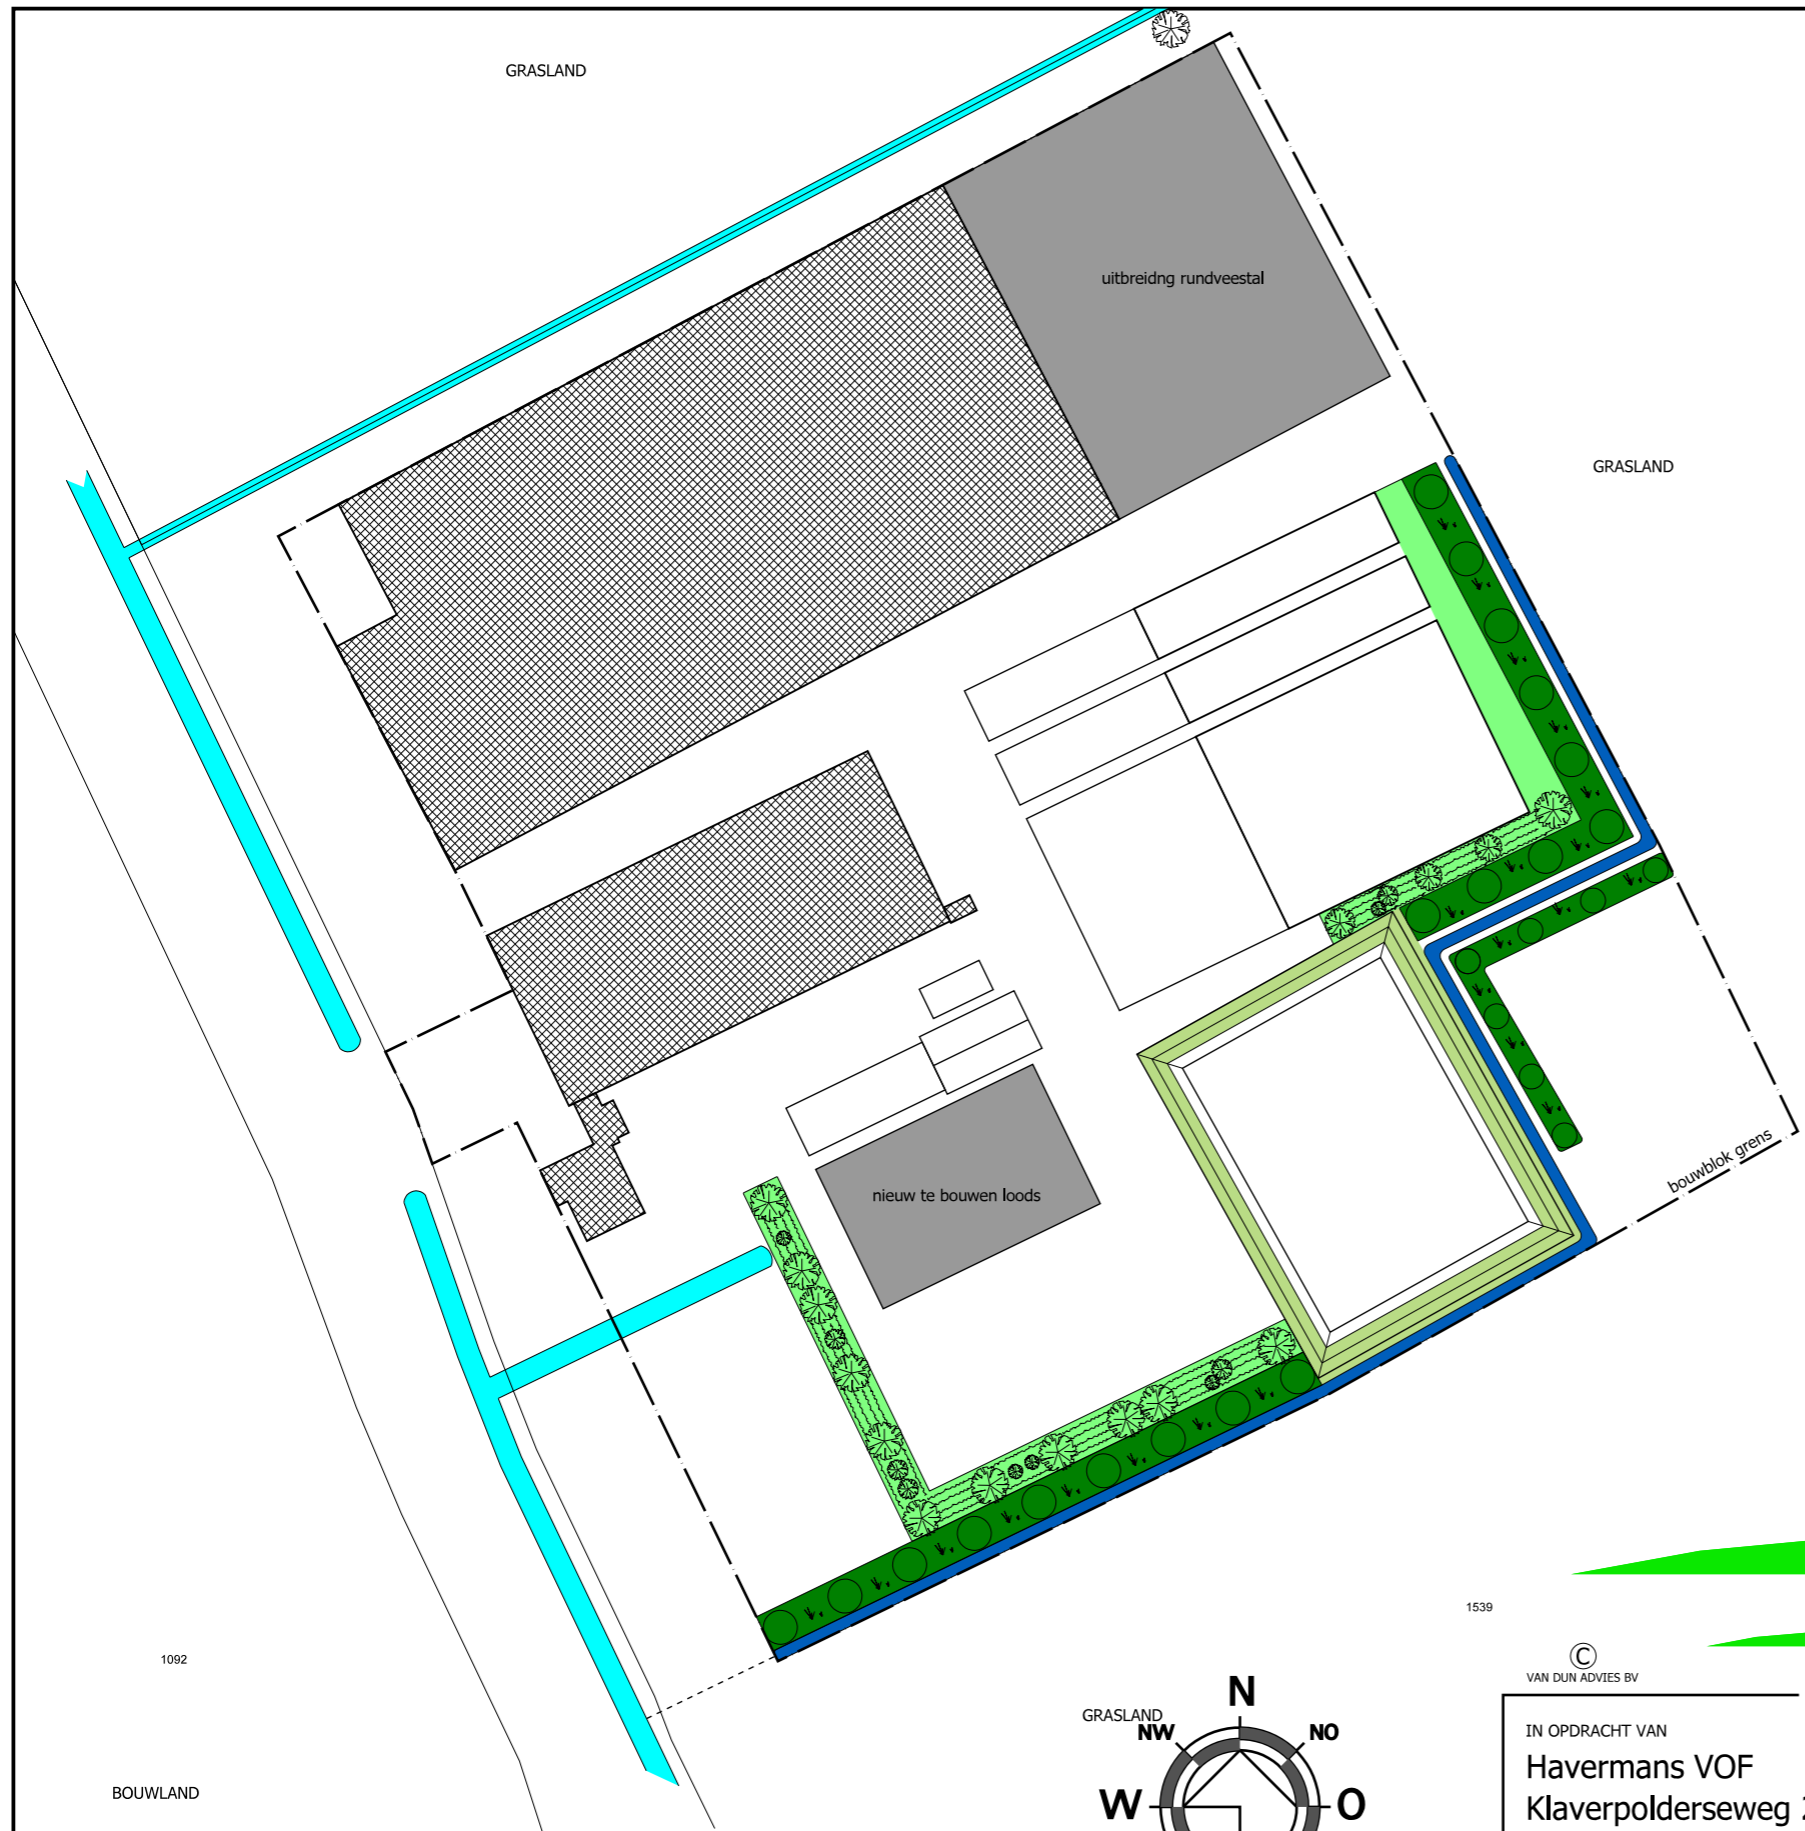 GRASLAND
uitbreidng rundveestal
GRASLAND
bouwblok grens
nieuw te bouwen loods
1539
1092
©
VAN DUN ADVIES BV
N
GRASLAND
NW
NO
IN OPDRACHT VAN
Havermans VOF
BOUWLAND
W
O
Klaverpolderseweg